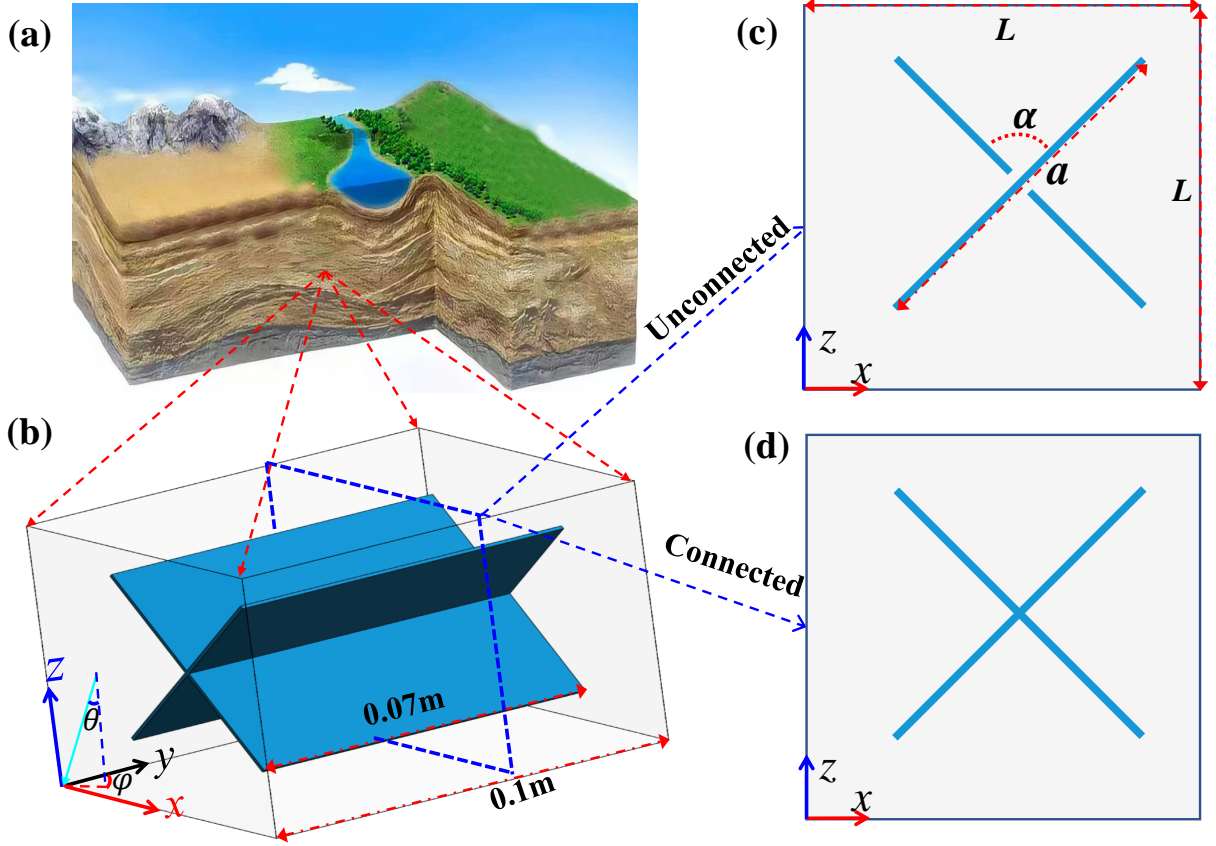 (a)
(b)
z
θ
φ
y
x
0.07m
0.1m
Unconnected
Connected
(c)
L
α
a
L
z
x
(d)
z
x